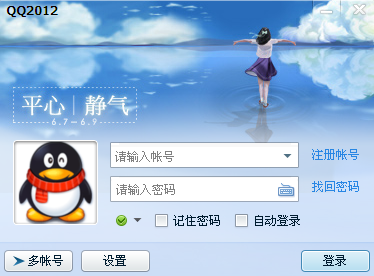 QQ2012
平心 | 静气
6.7 - 6.9
请输入帐号
注册帐号
请输入密码
找回密码
记住密码 自动登录
多帐号 设置 登录